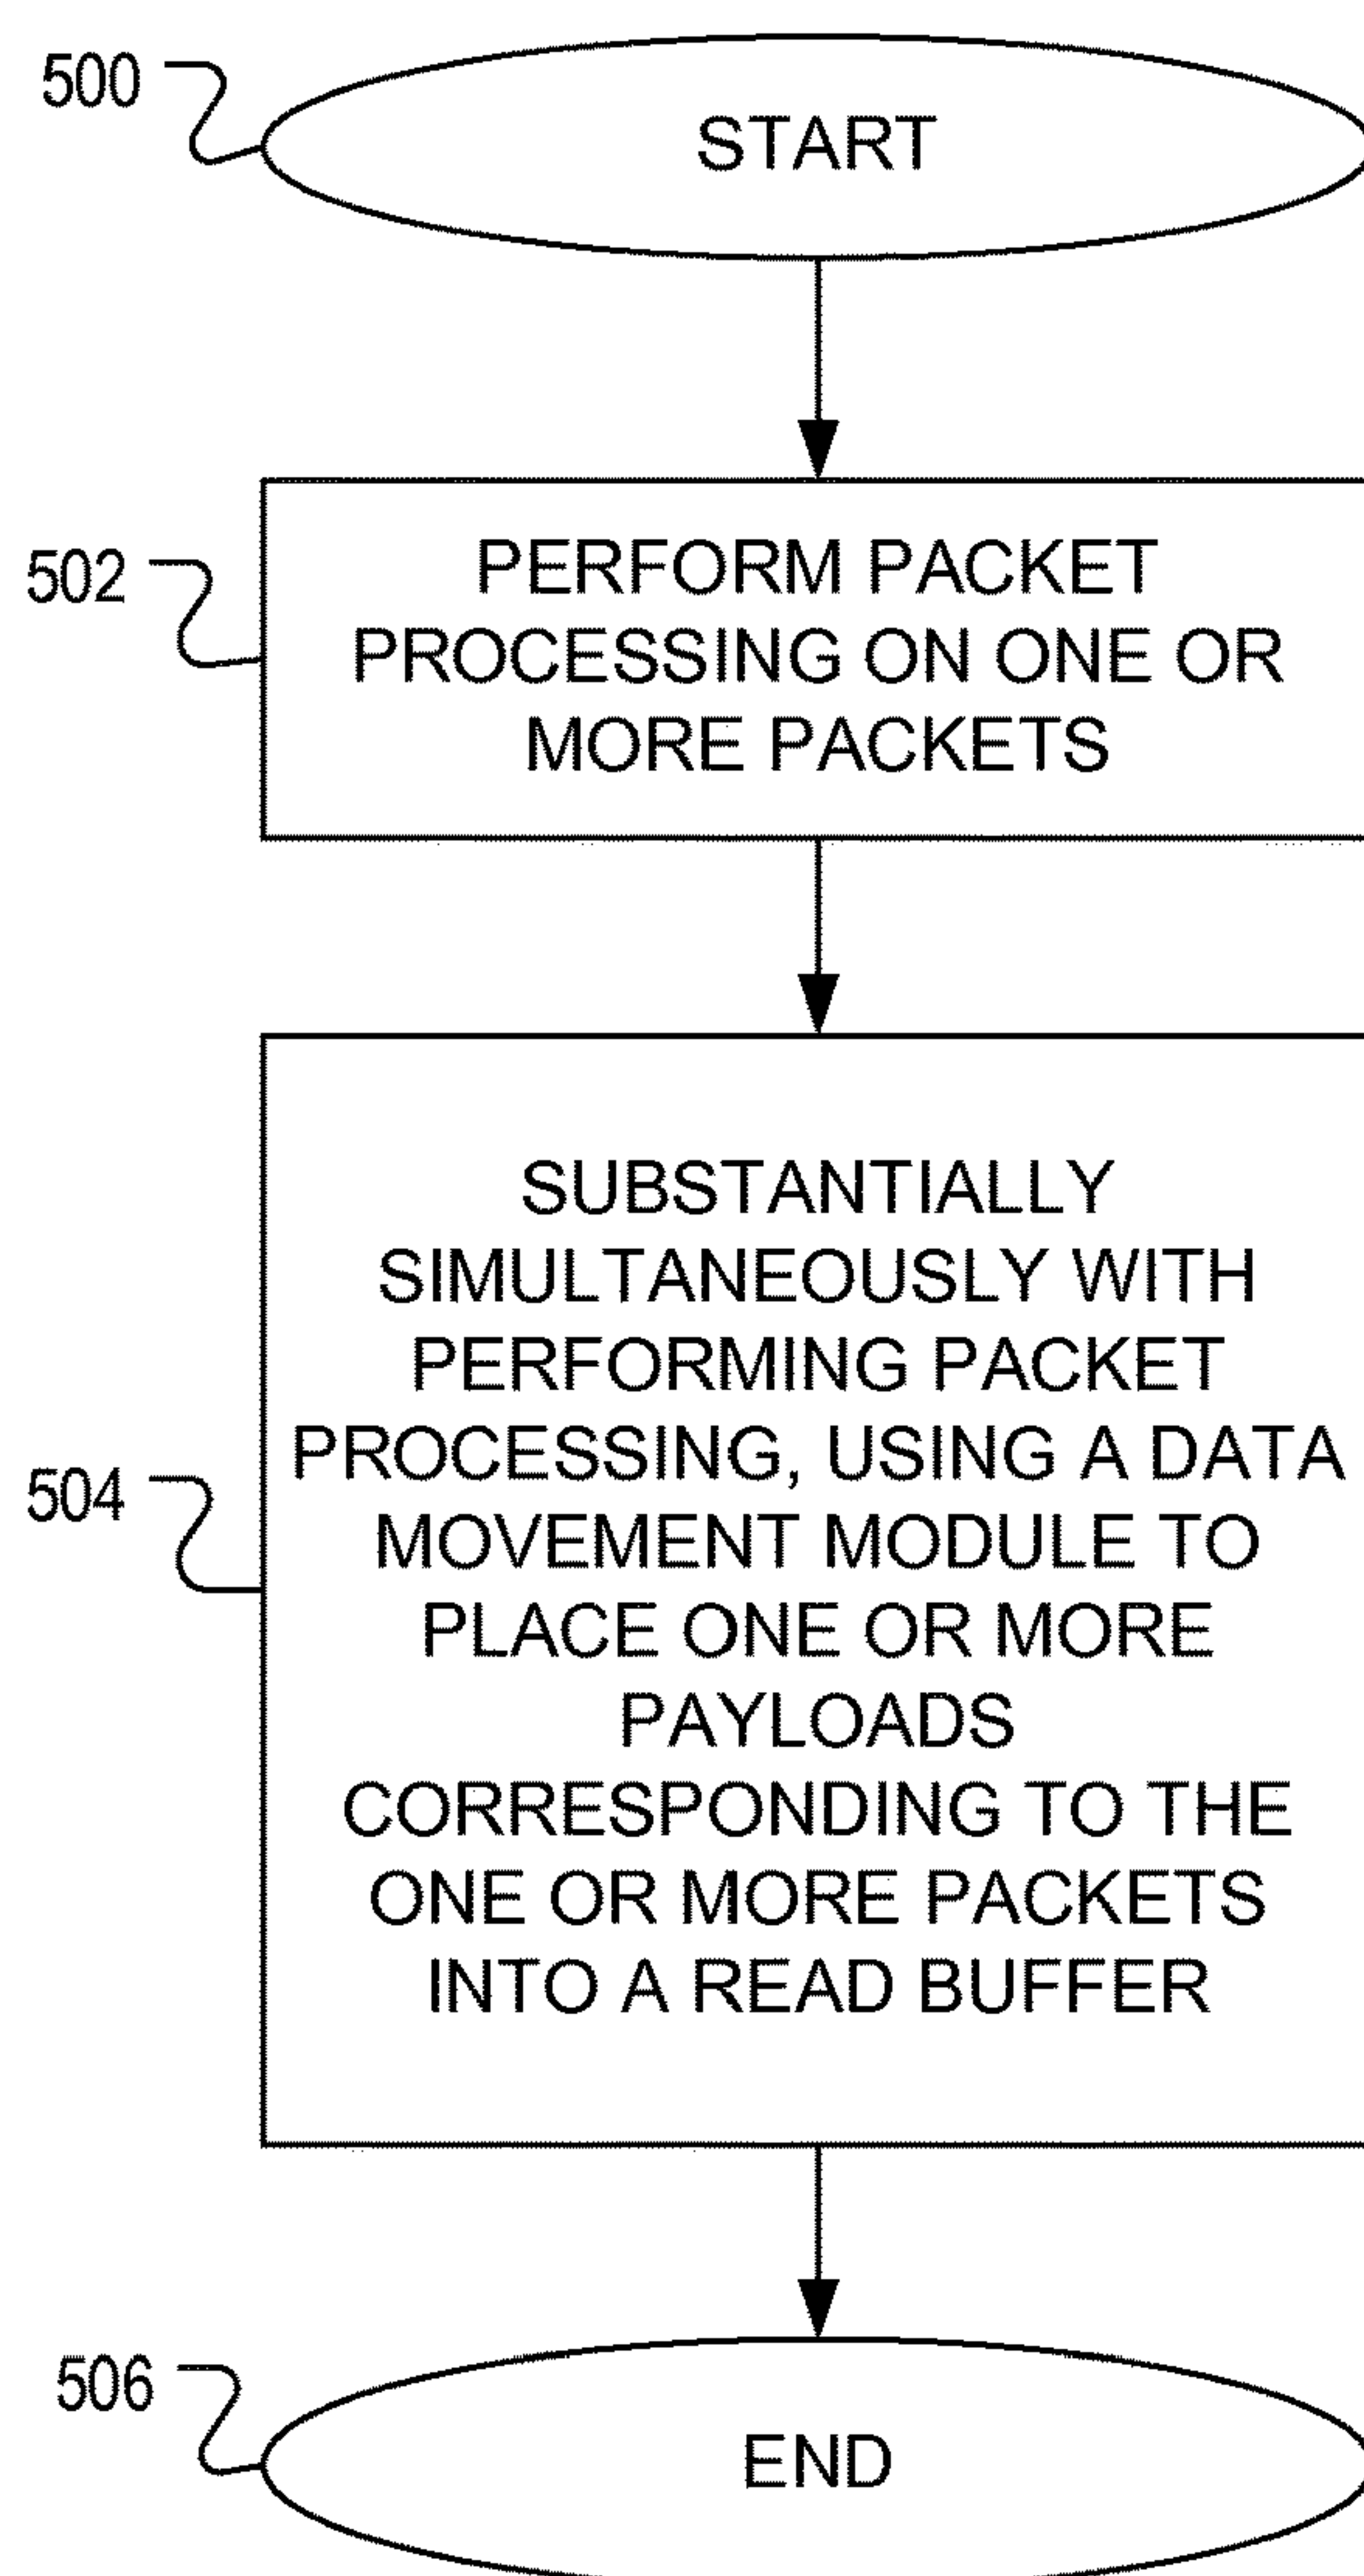 500
START
502
PERFORM PACKET
PROCESSING ON ONE OR
MORE PACKETS
504
SUBSTANTIALLY
SIMULTANEOUSLY WITH
PERFORMING PACKET
PROCESSING, USING A DATA
MOVEMENT MODULE TO
PLACE ONE OR MORE
PAYLOADS
CORRESPONDING TO THE
ONE OR MORE PACKETS
INTO A READ BUFFER
506
END